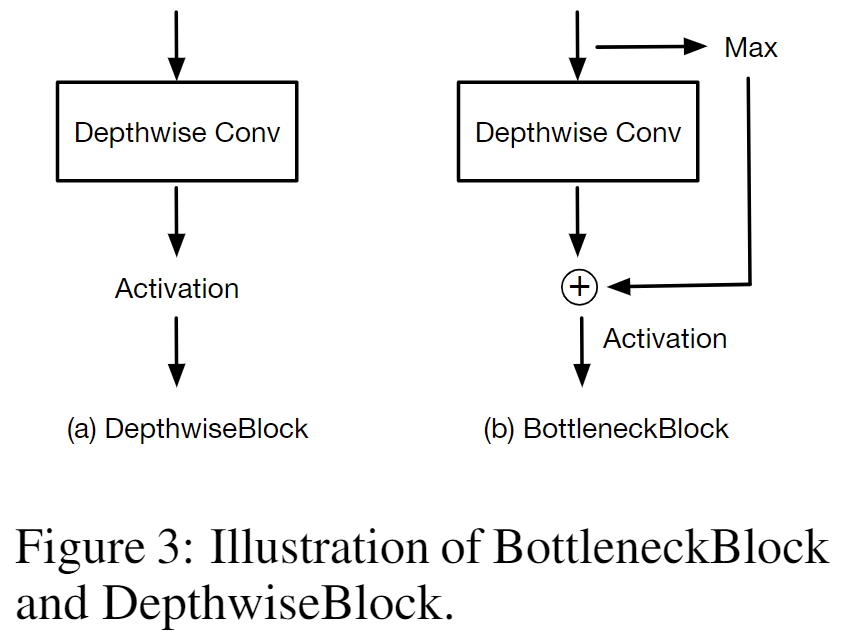 Max
Depthwise Conv
Depthwise Conv
Activation
+
Activation
(a) DepthwiseBlock
(b) BottleneckBlock
Figure 3: Illustration of BottleneckBlock
and DepthwiseBlock.